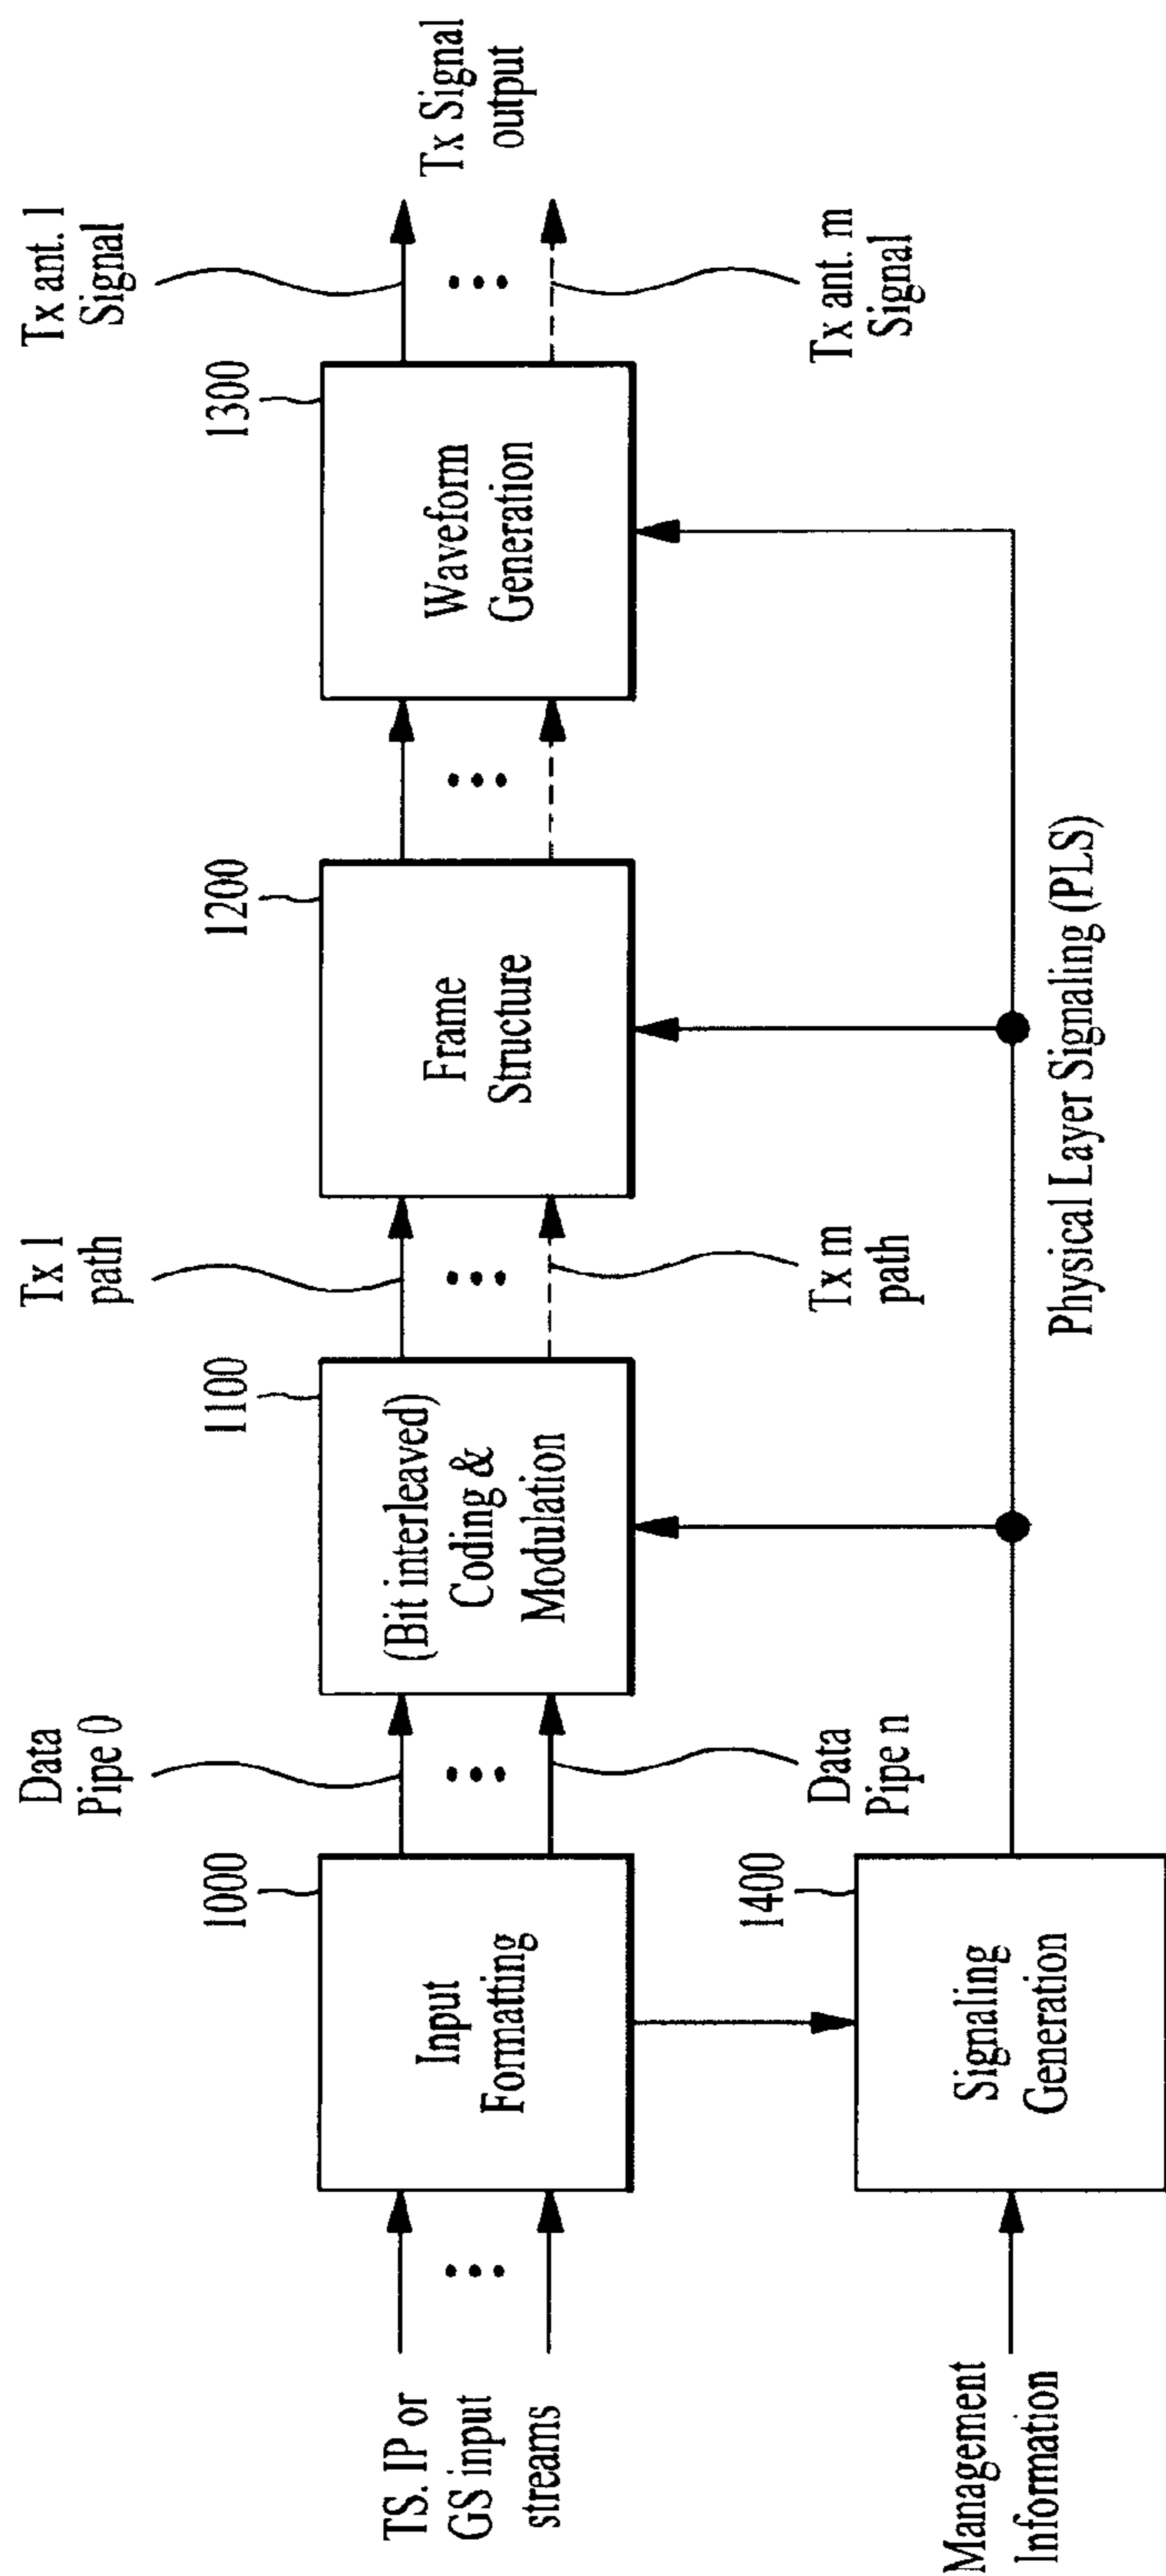 TS. IP or
GS input
streams
1000
Input
Formatting
Data
Pipe 0
Data
Pipe n
1100
(Bit interleaved)
Coding &
Modulation
Tx 1
path
Tx m
path
1200
Frame
Structure
1300
Waveform
Generation
Tx ant. 1
Signal
Tx Signal
output
Tx ant. m
Signal
Management
Information
1400
Signaling
Generation
Physical Layer Signaling (PLS)